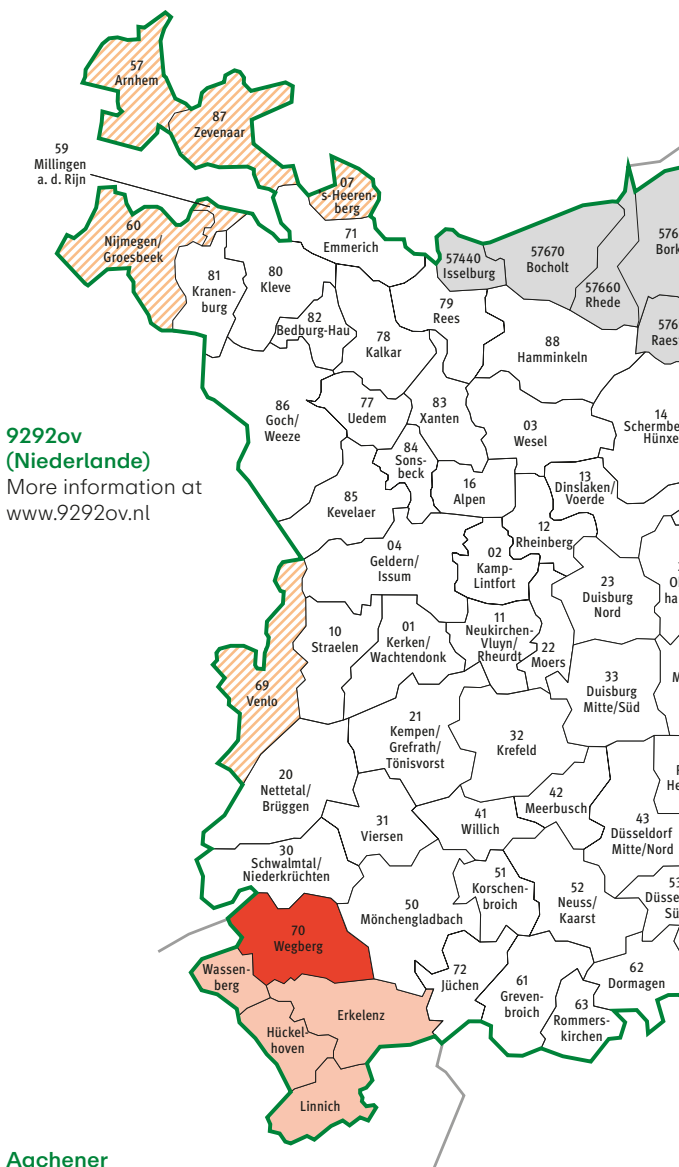 57
Arnhem
87
Zevenaar
59
Millingen
a. d. Rijn
07
's-Heeren-
berg
60
Nijmegen/
Groesbeek
71
Emmerich
57440
Isselburg
57670
Bocholt
57660
Rhede
81
Kranen-
burg
80
Kleve
82
Bedburg-Hau
78
Kalkar
79
Rees
88
Hamminkeln
86
Goch/
Weeze
77
Uedem
83
Xanten
03
Wesel
14
9292ov
(Niederlande)
More information at
www.9292ov.nl
84
Sons-
beck
85
Kevelaer
16
Alpen
13
Dinslaken/
Voerde
12
Rheinberg
04
Geldern/
Issum
02
Kamp-
Lintfort
23
Duisburg
Nord
10
Straelen
01
Kerken/
Wachtendonk
11
Neukirchen-
Vluyn/
Rheurdt
22
Moers
33
Duisburg
Mitte/Süd
69
Venlo
21
Kempen/
Grefrath/
Tönisvorst
32
Krefeld
20
Nettetal/
Brüggen
31
Viersen
41
Willich
42
Meerbusch
43
Düsseldorf
Mitte/Nord
30
Schwalmtal/
Niederkrüchten
50
Mönchengladbach
51
Korschen-
broich
52
Neuss/
Kaarst
70
Wegberg
72
Jüchen
61
Greven-
broich
63
Rommers-
kirchen
62
Dormagen
Wassen-
berg
Erkelenz
Hückel-
hoven
Linnich
Aachener